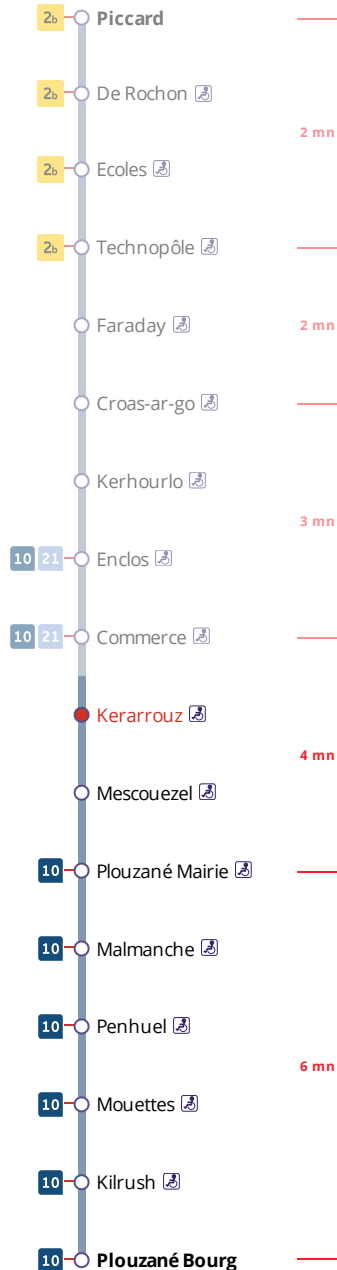 2b Piccard
2b De Rochon
2 mn
2b Ecoles
2b Technopôle
Faraday 2 mn
Croas-ar-go
Kerhourlo
3 mn
10 21 Enclos
10 21 Commerce
Kerarrouz
4 mn
Mescouezel
10 Plouzané Mairie
10 Malmanche
10 Penhuel
6 mn
10 Mouettes
10 Kilrush
10 Plouzané Bourg